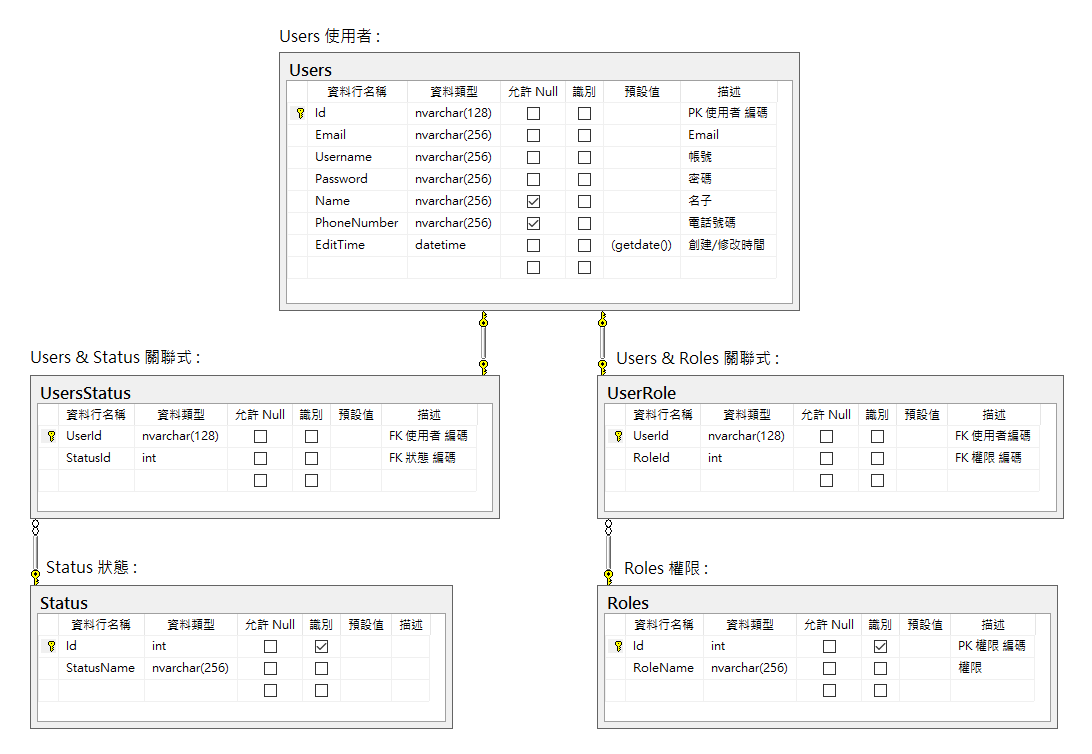 Users 使用者 :
Users
資料行名稱 資料類型 允許 Null 識別 預設值 描述
Id nvarchar(128) PK 使用者 編碼
Email nvarchar(256) Email
Username nvarchar(256) 帳號
Password nvarchar(256) 密碼
Name nvarchar(256) 名子
PhoneNumber nvarchar(256) 電話號碼
EditTime datetime (getdate()) 創建/修改時間
Users & Status 關聯式 :
UsersStatus
資料行名稱 資料類型 允許 Null 識別 預設值 描述
UserId nvarchar(128) FK 使用者 編碼
StatusId int FK 狀態 編碼
Users & Roles 關聯式 :
UserRole
資料行名稱 資料類型 允許 Null 識別 預設值 描述
UserId nvarchar(128) FK 使用者編碼
RoleId int FK 權限 編碼
Status 狀態 :
Status
資料行名稱 資料類型 允許 Null 識別 預設值 描述
Id int
StatusName nvarchar(256)
Roles 權限 :
Roles
資料行名稱 資料類型 允許 Null 識別 預設值 描述
Id int PK 權限 編碼
RoleName nvarchar(256) 權限